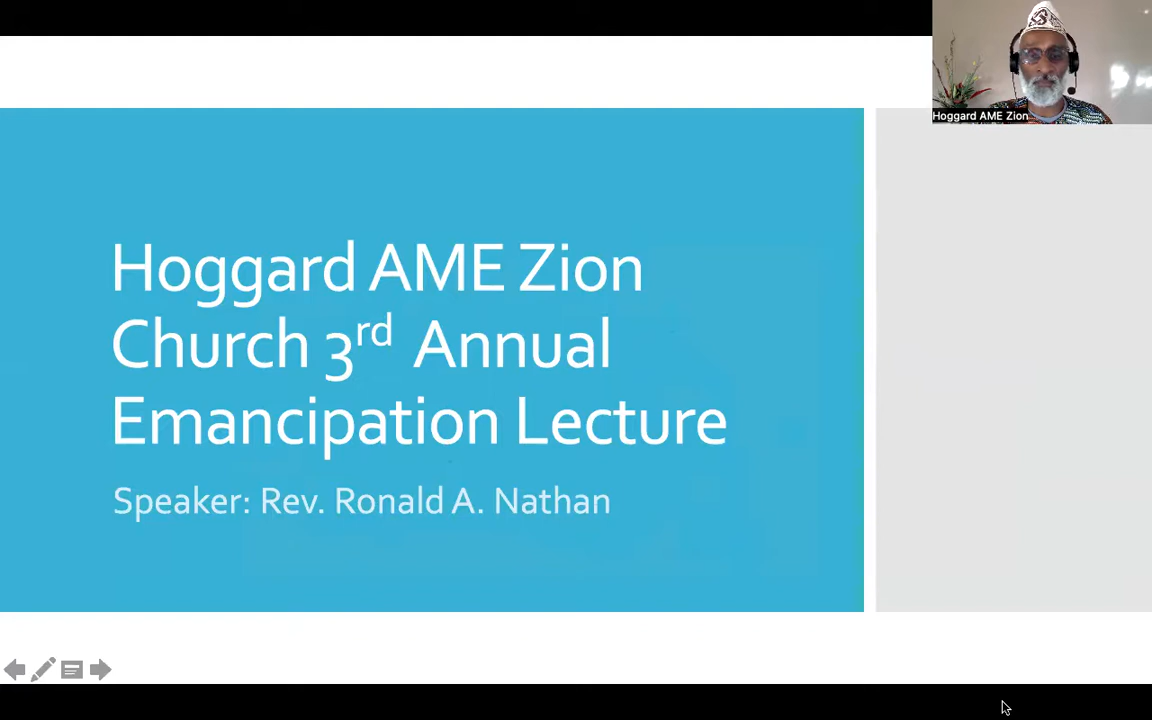 Hoggard AME Zion
Hoggard AME Zion
Church 3rd Annual
Emancipation Lecture
Speaker: Rev. Ronald A. Nathan